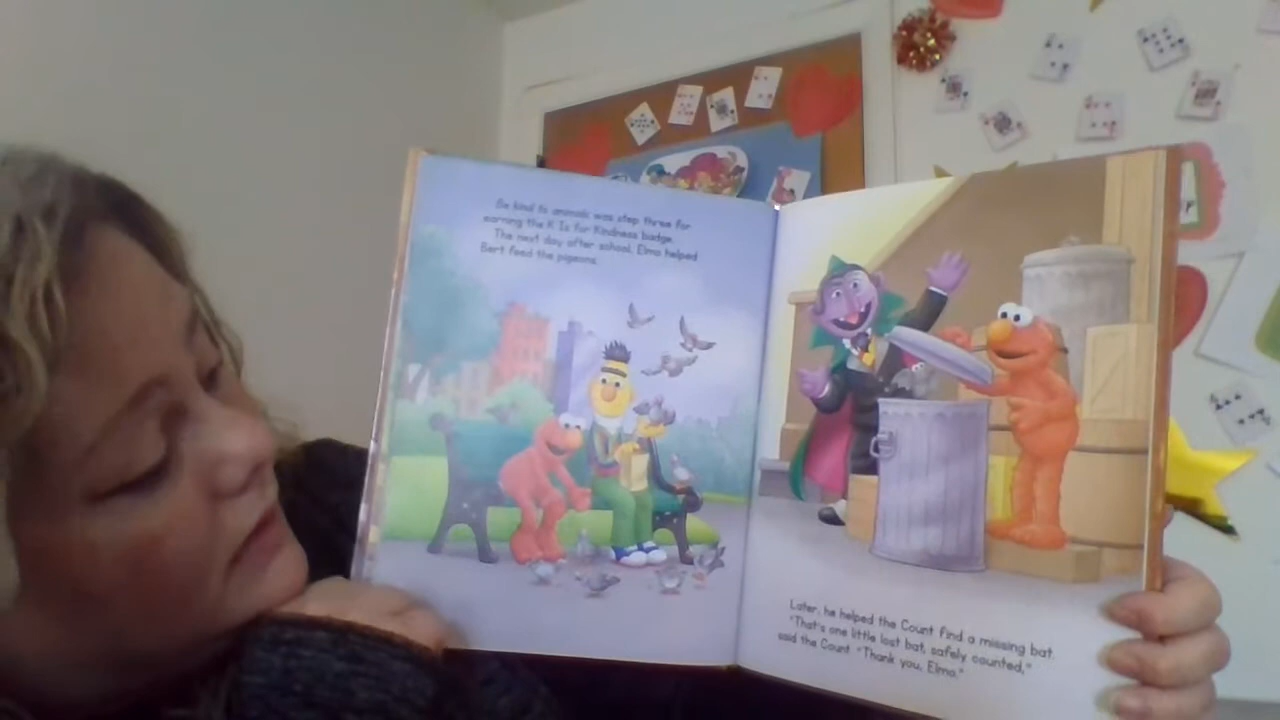 Be kind to animals was step three for
earning the K Is for Kindness badge.
The next day after school, Elmo helped
Bert feed the pigeons.
Later, he helped the Count find a missing bat.
"That's one little lost bat, safely counted,"
said the Count. "Thank you, Elmo."